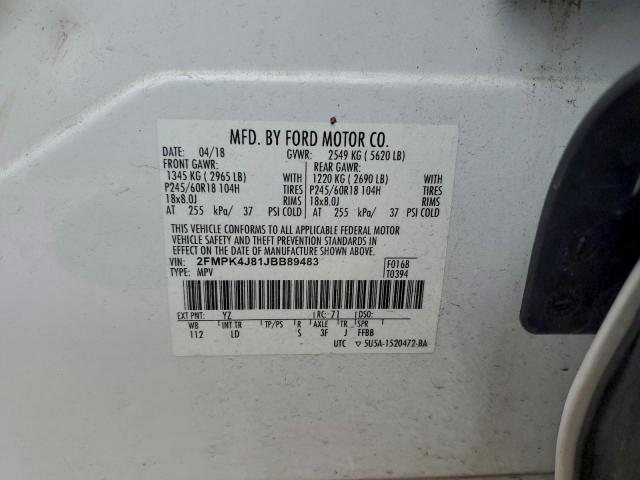 MFD. BY FORD MOTOR CO.
DATE: 04/18 GVWR: 2549 KG ( 5620 LB)
FRONT GAWR: REAR GAWR:
1345 KG ( 2965 LB) WITH 1220 KG ( 2690 LB) WITH
P245/60R18 104H TIRES P245/60R18 104H TIRES
18x8.0J RIMS 18x8.0J RIMS
AT 255 kPa/ 37 PSI COLD AT 255 kPa/ 37 PSI COLD
THIS VEHICLE CONFORMS TO ALL APPLICABLE FEDERAL MOTOR
VEHICLE SAFETY AND THEFT PREVENTION STANDARDS IN
EFFECT ON THE DATE OF MANUFACTURE SHOWN ABOVE.
VIN: 2FMPK4J81JBB89483 F0168
TYPE: MPV T0394
EXT PNT: YZ RC: 71 DSO:
WB INT TR TP/PS R AXLE TR SPR
112 LD S 3F J FFBB
UTC ▽ 5U5A-1520472-BA